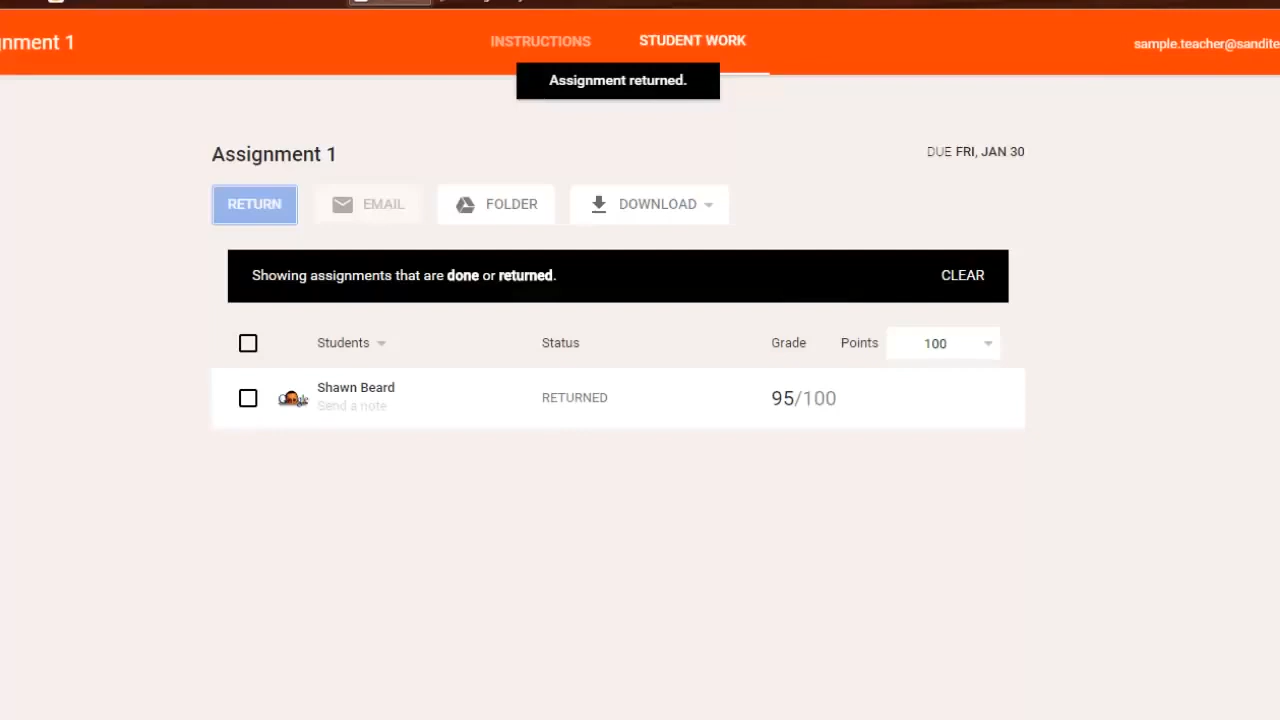 nment 1
INSTRUCTIONS
STUDENT WORK
sample.teacher@sandite
Assignment returned.
Assignment 1
DUE FRI, JAN 30
RETURN
EMAIL
FOLDER
DOWNLOAD
Showing assignments that are done or returned.
CLEAR
Students
Status
Grade
Points
100
Shawn Beard
Send a note
RETURNED
95/100